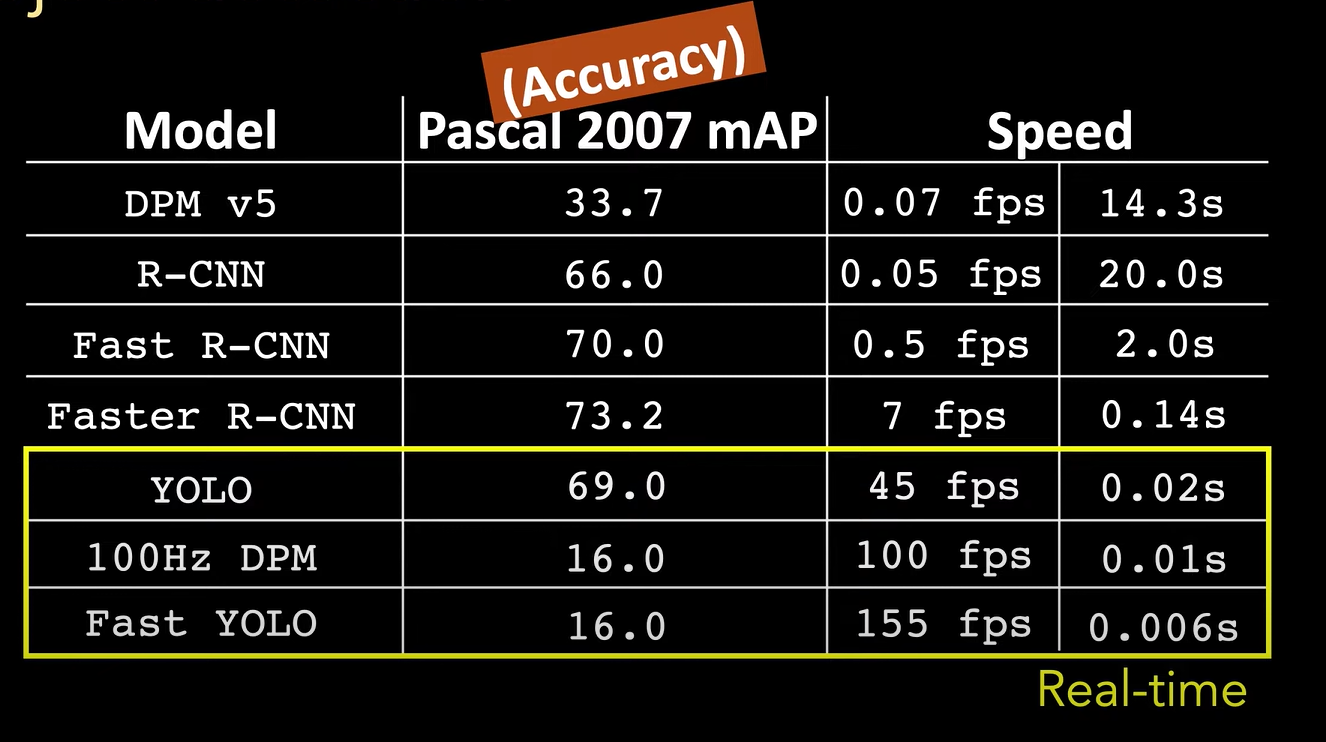 (Accuracy)
Model Pascal 2007 mAP Speed
DPM v5 33.7 0.07 fps 14.3s
R-CNN 66.0 0.05 fps 20.0s
Fast R-CNN 70.0 0.5 fps 2.0s
Faster R-CNN 73.2 7 fps 0.14s
YOLO 69.0 45 fps 0.02s
100Hz DPM 16.0 100 fps 0.01s
Fast YOLO 16.0 155 fps 0.006s
Real-time